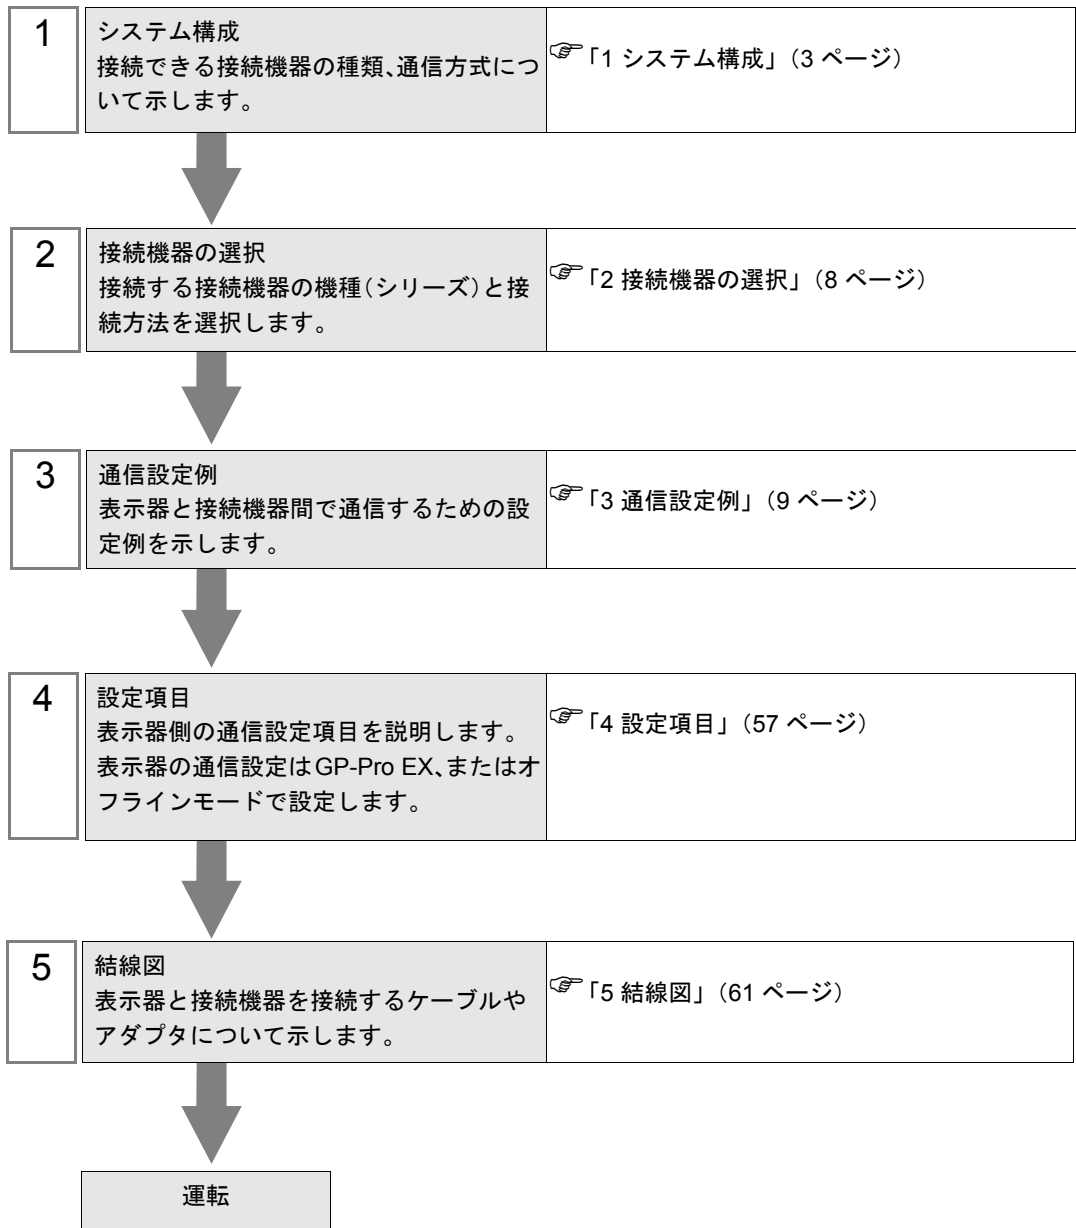 1
システム構成
接続できる接続機器の種類、通信方式につ
いて示します。
☞「1 システム構成」（3 ページ）
2
接続機器の選択
接続する接続機器の機種（シリーズ）と接
続方法を選択します。
☞「2 接続機器の選択」（8 ページ）
3
通信設定例
表示器と接続機器間で通信するための設
定例を示します。
☞「3 通信設定例」（9 ページ）
4
設定項目
表示器側の通信設定項目を説明します。
表示器の通信設定はGP-Pro EX、またはオ
フラインモードで設定します。
☞「4 設定項目」（57 ページ）
5
結線図
表示器と接続機器を接続するケーブルや
アダプタについて示します。
☞「5 結線図」（61 ページ）
運転